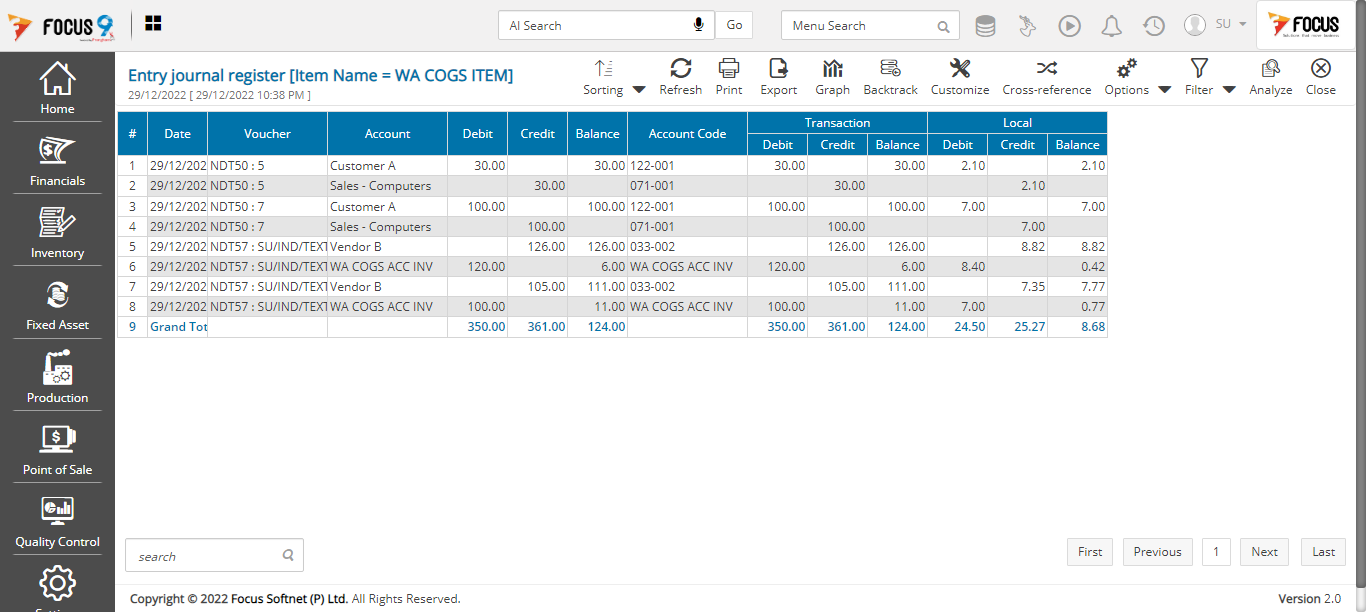 FOCUS 9
AI Search
Go
Menu Search
SU
FOCUS
Home
Financials
Inventory
Fixed Asset
Production
Point of Sale
Quality Control
Entry journal register [Item Name = WA COGS ITEM]
29/12/2022 [ 29/12/2022 10:38 PM ]
Sorting Refresh Print Export Graph Backtrack Customize Cross-reference Options Filter Analyze Close
# Date Voucher Account Debit Credit Balance Account Code Transaction Local
Debit Credit Balance Debit Credit Balance
1 29/12/202 NDT50 : 5 Customer A 30.00 30.00 122-001 30.00 30.00 2.10 2.10
2 29/12/202 NDT50 : 5 Sales - Computers 30.00 071-001 30.00 2.10
3 29/12/202 NDT50 : 7 Customer A 100.00 100.00 122-001 100.00 100.00 7.00 7.00
4 29/12/202 NDT50 : 7 Sales - Computers 100.00 071-001 100.00 7.00
5 29/12/202 NDT57 : SU/IND/TEXT Vendor B 126.00 126.00 033-002 126.00 126.00 8.82 8.82
6 29/12/202 NDT57 : SU/IND/TEXT WA COGS ACC INV 120.00 6.00 WA COGS ACC INV 120.00 6.00 8.40 0.42
7 29/12/202 NDT57 : SU/IND/TEXT Vendor B 105.00 111.00 033-002 105.00 111.00 7.35 7.77
8 29/12/202 NDT57 : SU/IND/TEXT WA COGS ACC INV 100.00 11.00 WA COGS ACC INV 100.00 11.00 7.00 0.77
9 Grand Tot 350.00 361.00 124.00 350.00 361.00 124.00 24.50 25.27 8.68
search
First Previous 1 Next Last
Copyright © 2022 Focus Softnet (P) Ltd. All Rights Reserved.
Version 2.0